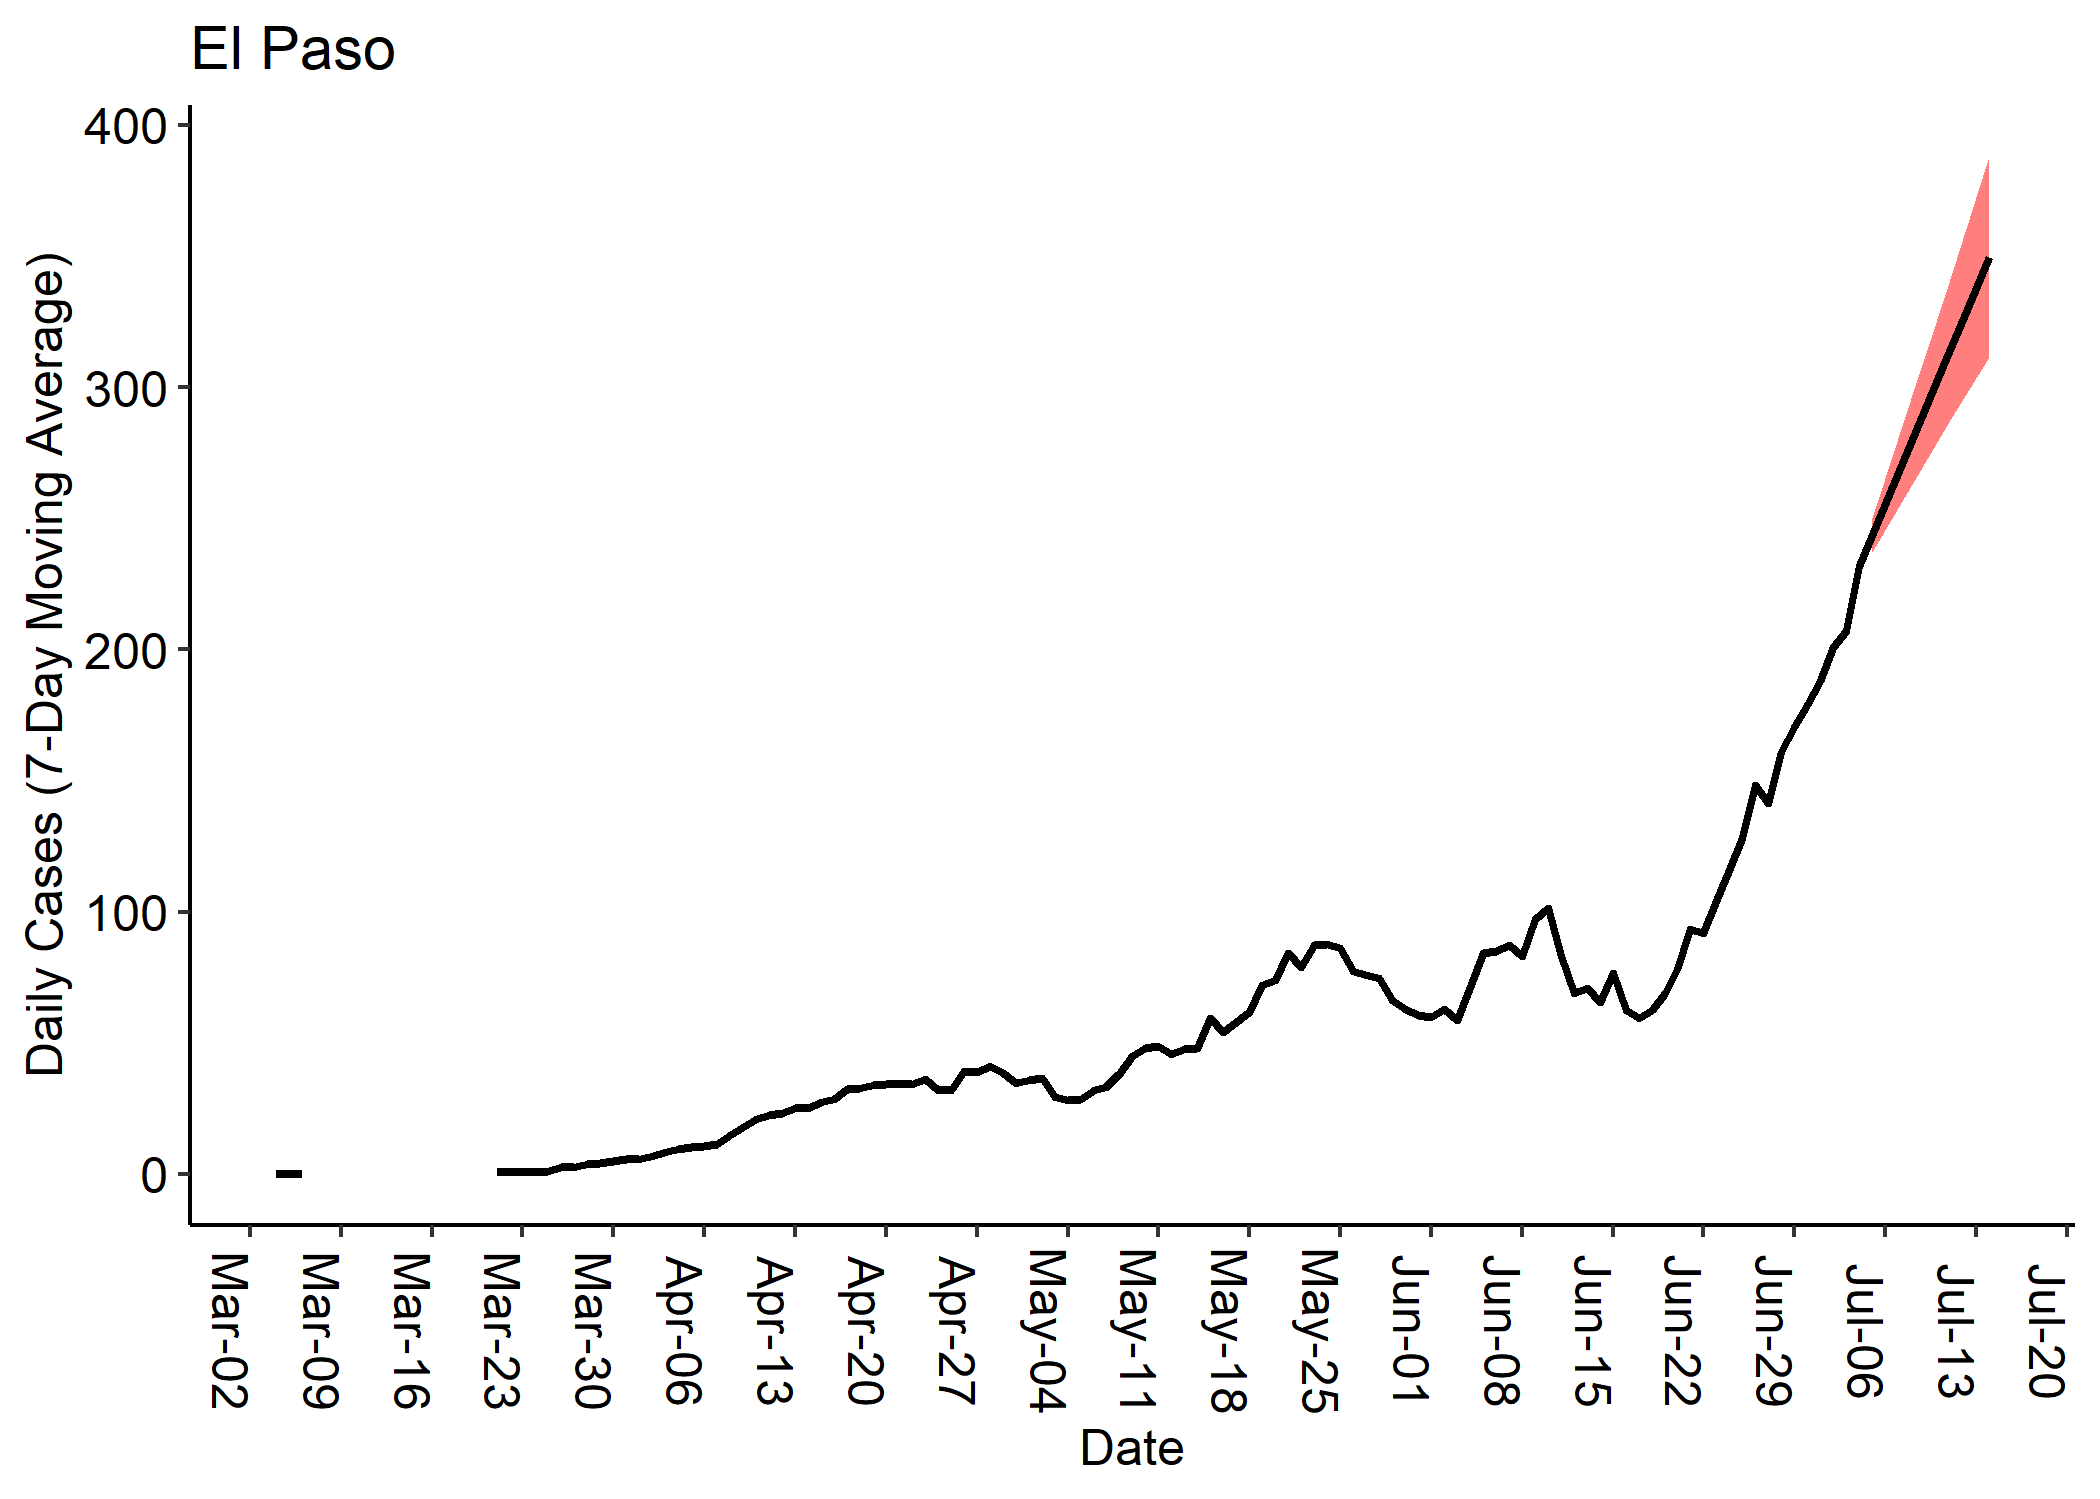 El Paso
400
300
200
100
0
Daily Cases (7-Day Moving Average)
Mar-02
Mar-09
Mar-16
Mar-23
Mar-30
Apr-06
Apr-13
Apr-20
Apr-27
May-04
May-11
May-18
May-25
Jun-01
Jun-08
Jun-15
Jun-22
Jun-29
Jul-06
Jul-13
Jul-20
Date